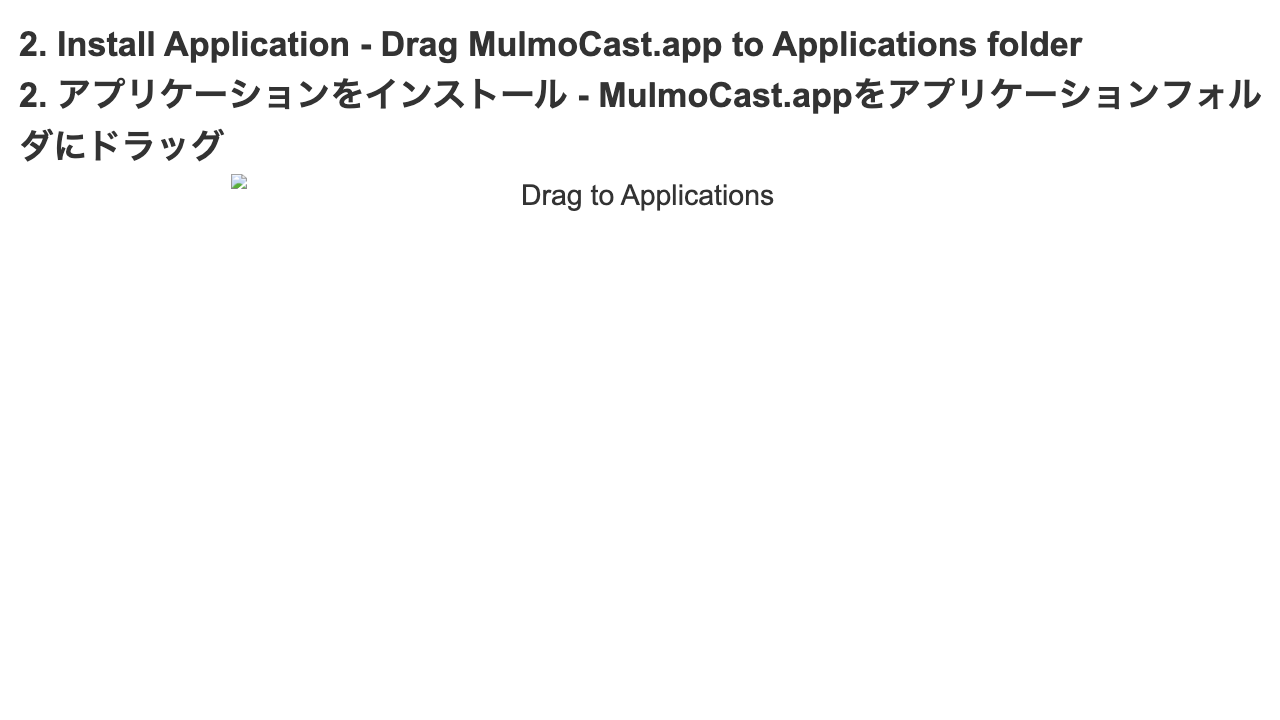 2. Install Application - Drag MulmoCast.app to Applications folder
2. アプリケーションをインストール - MulmoCast.appをアプリケーションフォル
ダにドラッグ
Drag to Applications